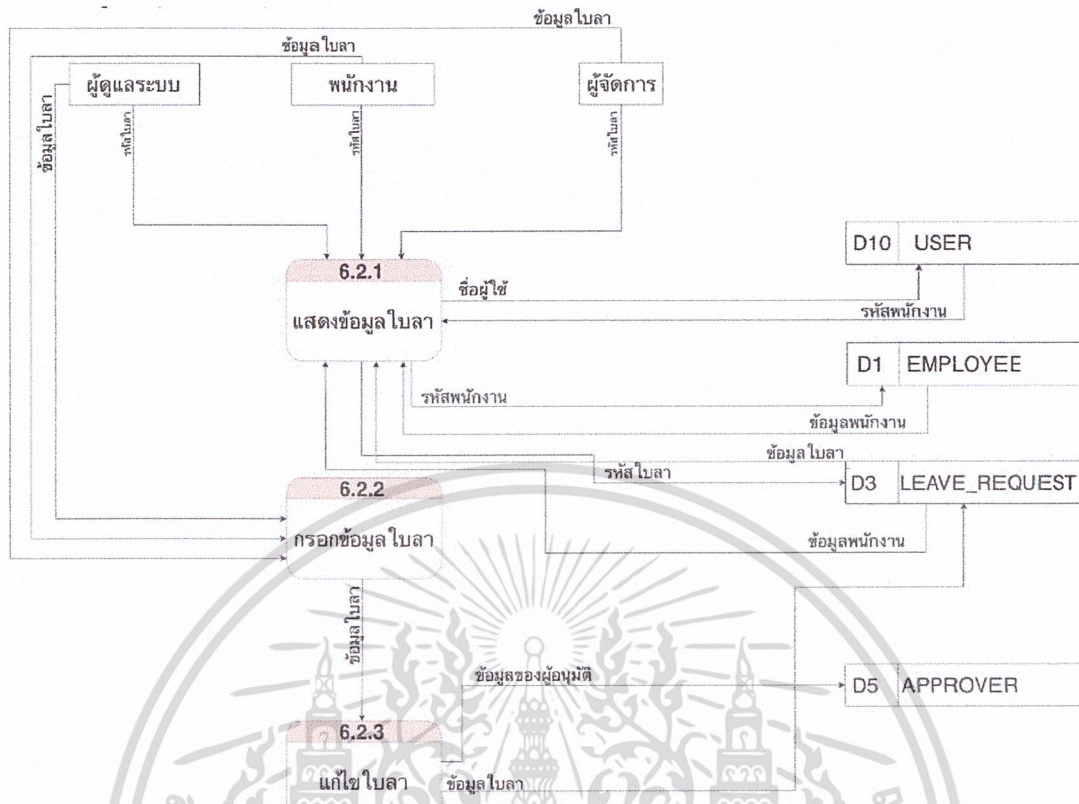 ข้อมูลใบลา
ข้อมูลใบลา
ผู้ดูแลระบบ
พนักงาน
ผู้จัดการ
ข้อมูลใบลา
รหัสใบลา
รหัสใบลา
รหัสใบลา
D10 USER
6.2.1
แสดงข้อมูลใบลา
ชื่อผู้ใช้
รหัสพนักงาน
D1 EMPLOYEE
รหัสพนักงาน
ข้อมูลพนักงาน
ข้อมูลใบลา
รหัสใบลา
D3 LEAVE_REQUEST
6.2.2
กรอกข้อมูลใบลา
ข้อมูลพนักงาน
ข้อมูลใบลา
ข้อมูลของผู้อนุมัติ
D5 APPROVER
6.2.3
แก้ไขใบลา
ข้อมูลใบลา